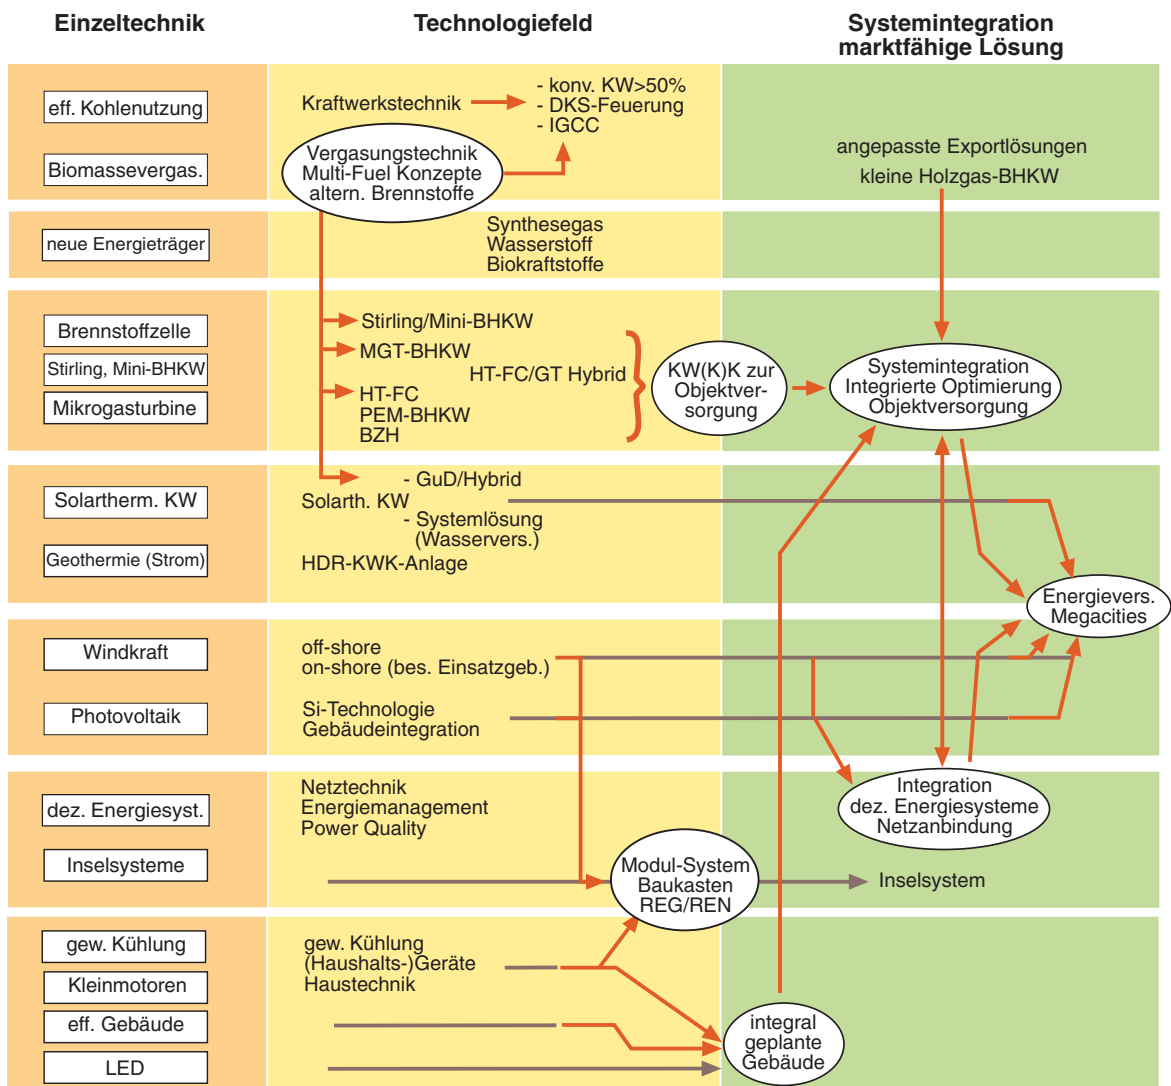 Einzeltechnik
Technologiefeld
Systemintegration
marktfähige Lösung
eff. Kohlenutzung
Biomassevergas.
Kraftwerkstechnik
- konv. KW>50%
- DKS-Feuerung
- IGCC
Vergasungstechnik
Multi-Fuel Konzepte
altern. Brennstoffe
angepasste Exportlösungen
kleine Holzgas-BHKW
neue Energieträger
Synthesegas
Wasserstoff
Biokraftstoffe
Brennstoffzelle
Stirling, Mini-BHKW
Mikrogasturbine
Stirling/Mini-BHKW
MGT-BHKW
HT-FC/GT Hybrid
HT-FC
PEM-BHKW
BZH
KW(K)K zur
Objektver-
sorgung
Systemintegration
Integrierte Optimierung
Objektversorgung
Solartherm. KW
Geothermie (Strom)
- GuD/Hybrid
Solarth. KW
- Systemlösung
(Wasservers.)
HDR-KWK-Anlage
Energievers.
Megacities
Windkraft
Photovoltaik
off-shore
on-shore (bes. Einsatzgeb.)
Si-Technologie
Gebäudeintegration
dez. Energiesyst.
Inselsysteme
Netztechnik
Energiemanagement
Power Quality
Modul-System
Baukasten
REG/REN
Integration
dez. Energiesysteme
Netzanbindung
Inselsystem
gew. Kühlung
Kleinmotoren
eff. Gebäude
LED
gew. Kühlung
(Haushalts-)Geräte
Haustechnik
integral
geplante
Gebäude